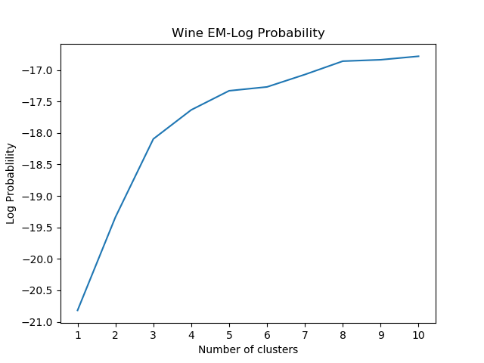 Wine EM-Log Probability
Log Probablility
−17.0
−17.5
−18.0
−18.5
−19.0
−19.5
−20.0
−20.5
−21.0
1 2 3 4 5 6 7 8 9 10
Number of clusters